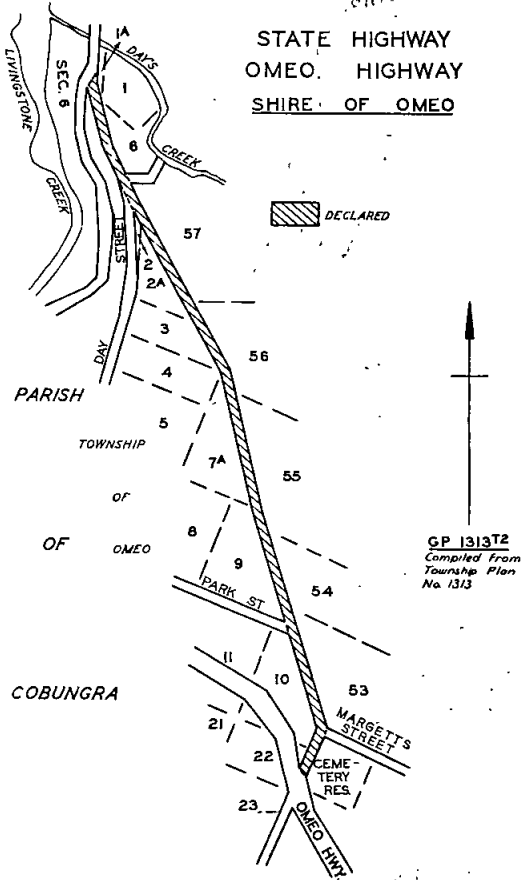 STATE HIGHWAY
OMEO. HIGHWAY
SHIRE OF OMEO
1A
DAY'S
CREEK
1
SEC. 6
LIVINGSTONE
CREEK
6
DECLARED
57
STREET
DAY
2
2A
3
56
4
PARISH
5
TOWNSHIP
7A
55
OF
8
OF
OMEO
GP 1313T2
Compiled from
Township Plan
No. 1313
9
54
PARK ST
11
10
53
COBUNGRA
21
MARGETTS
STREET
22
CEME-
TERY
RES.
23
OMEO HWY.